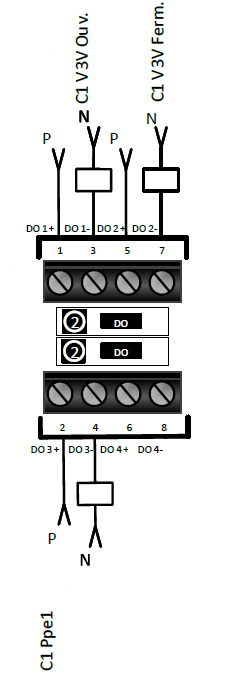 C1 V3V Ouv.
C1 V3V Ferm.
P N P N
DO 1+ DO 1- DO 2+ DO 2-
1 3 5 7
2 DO
2 DO
2 4 6 8
DO 3+ DO 3- DO 4+ DO 4-
P N
C1 Ppe1